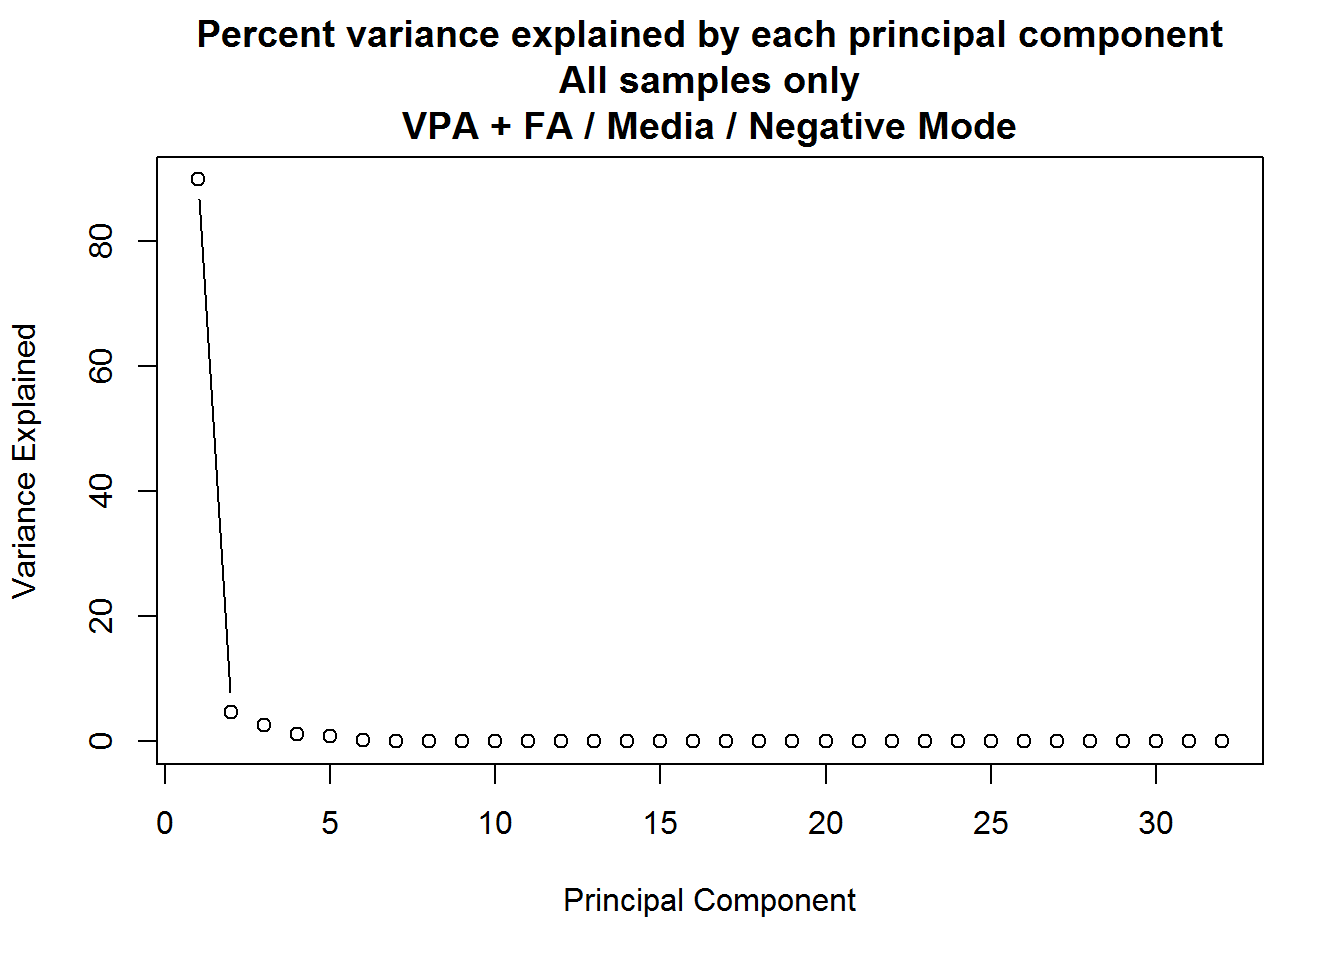 Percent variance explained by each principal component
All samples only
VPA + FA / Media / Negative Mode
Variance Explained
80
60
40
20
0
0 5 10 15 20 25 30
Principal Component